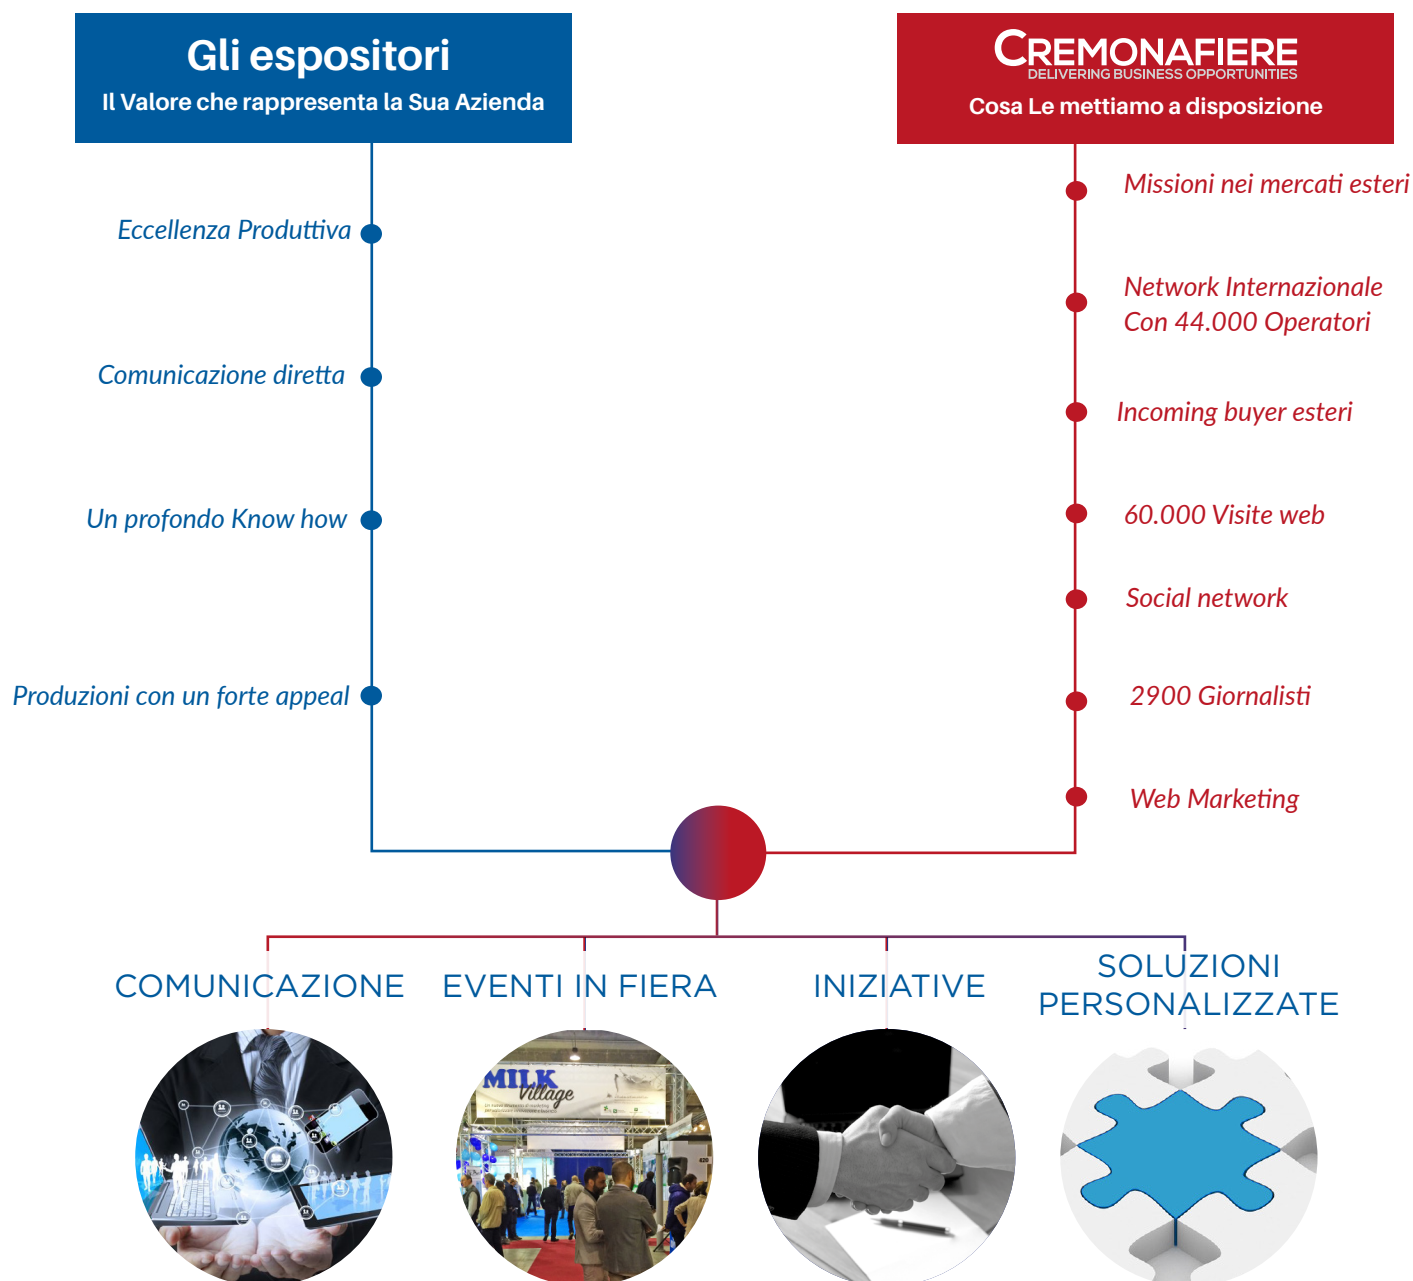 Gli espositori
Il Valore che rappresenta la Sua Azienda
Eccellenza Produttiva
Comunicazione diretta
Un profondo Know how
Produzioni con un forte appeal
CREMONAFIERE
DELIVERING BUSINESS OPPORTUNITIES
Cosa Le mettiamo a disposizione
Missioni nei mercati esteri
Network Internazionale
Con 44.000 Operatori
Incoming buyer esteri
60.000 Visite web
Social network
2900 Giornalisti
Web Marketing
COMUNICAZIONE
EVENTI IN FIERA
INIZIATIVE
SOLUZIONI
PERSONALIZZATE
MILK
Village
420